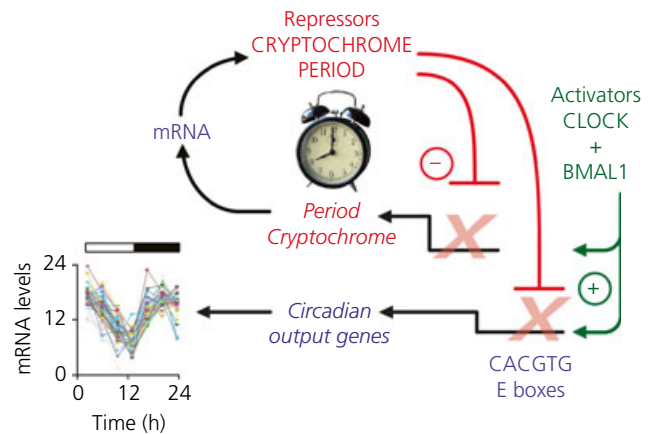 Repressors
CRYPTOCHROME
PERIOD
Activators
CLOCK
+
BMAL1
mRNA
−
Period
Cryptochrome
X
X
+
Circadian
output genes
CACGTG
E boxes
mRNA levels
24
12
0
0 12 24
Time (h)